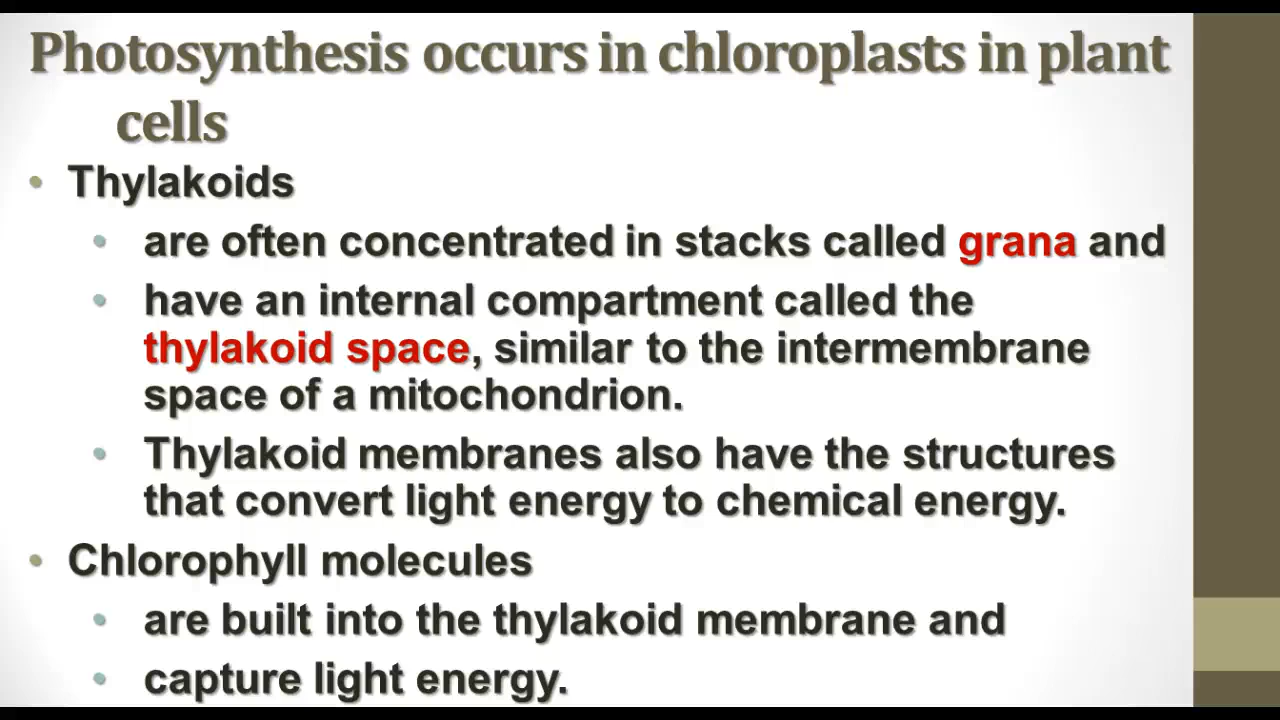 Photosynthesis occurs in chloroplasts in plant
cells
• Thylakoids
• are often concentrated in stacks called grana and
• have an internal compartment called the
thylakoid space, similar to the intermembrane
space of a mitochondrion.
• Thylakoid membranes also have the structures
that convert light energy to chemical energy.
• Chlorophyll molecules
• are built into the thylakoid membrane and
• capture light energy.